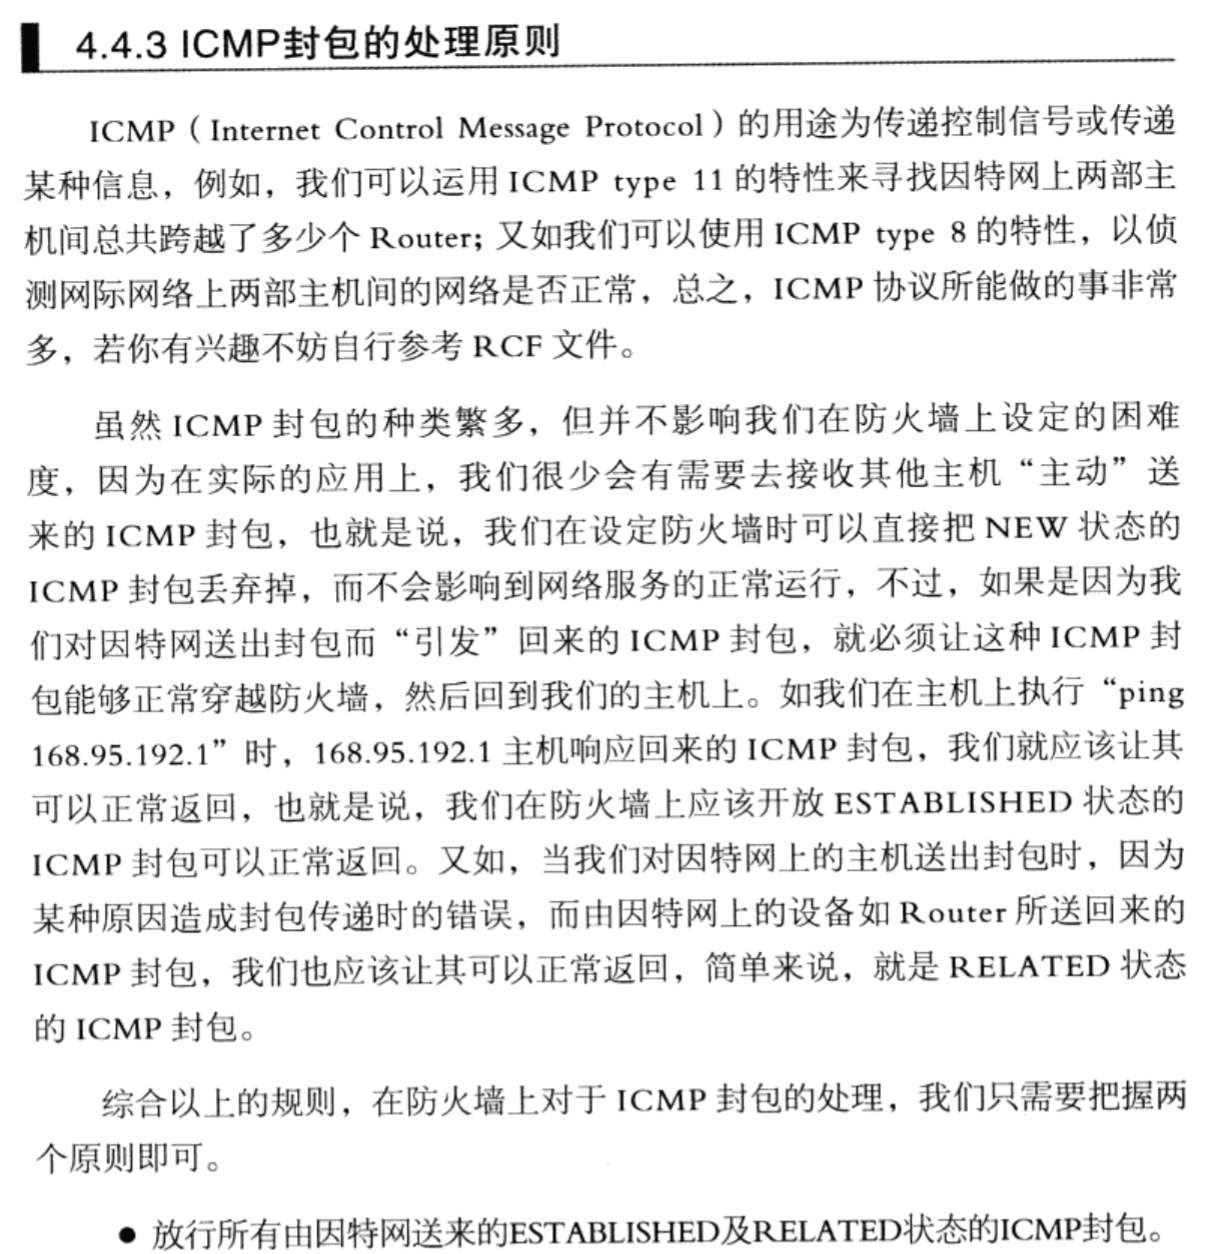 4.4.3 ICMP封包的处理原则
ICMP（Internet Control Message Protocol）的用途为传递控制信号或传递
某种信息，例如，我们可以运用 ICMP type 11 的特性来寻找因特网上两部主
机间总共跨越了多少个 Router；又如我们可以使用 ICMP type 8 的特性，以侦
测网际网络上两部主机间的网络是否正常，总之，ICMP 协议所能做的事非常
多，若你有兴趣不妨自行参考 RCF 文件。
虽然 ICMP 封包的种类繁多，但并不影响我们在防火墙上设定的困难
度，因为在实际的应用上，我们很少会有需要去接收其他主机“主动”送
来的 ICMP 封包，也就是说，我们在设定防火墙时可以直接把 NEW 状态的
ICMP 封包丢弃掉，而不会影响到网络服务的正常运行，不过，如果是因为我
们对因特网送出封包而“引发”回来的 ICMP 封包，就必须让这种 ICMP 封
包能够正常穿越防火墙，然后回到我们的主机上。如我们在主机上执行“ping
168.95.192.1”时，168.95.192.1 主机响应回来的 ICMP 封包，我们就应该让其
可以正常返回，也就是说，我们在防火墙上应该开放 ESTABLISHED 状态的
ICMP 封包可以正常返回。又如，当我们对因特网上的主机送出封包时，因为
某种原因造成封包传递时的错误，而由因特网上的设备如 Router 所送回来的
ICMP 封包，我们也应该让其可以正常返回，简单来说，就是 RELATED 状态
的 ICMP 封包。
综合以上的规则，在防火墙上对于 ICMP 封包的处理，我们只需要把握两
个原则即可。
● 放行所有由因特网送来的ESTABLISHED及RELATED状态的ICMP封包。